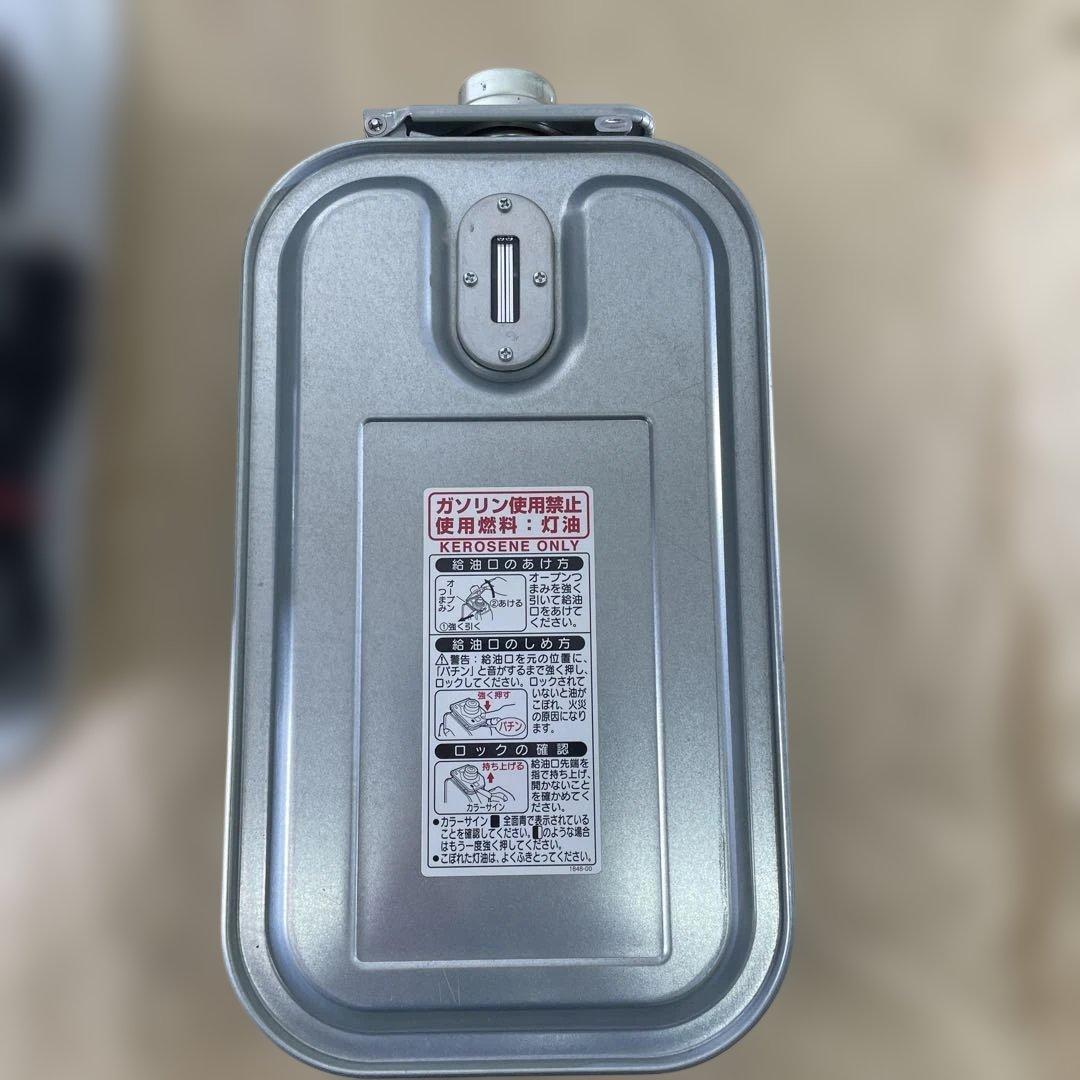 ガソリン使用禁止
使用燃料：灯油
KEROSENE ONLY
給油口のあけ方
オープン
つまみ
②あける
①強く引く
オープンつ
まみを強く
引いて給油
口をあけて
ください。
給油口のしめ方
⚠警告：給油口を元の位置に、
「パチン」と音がするまで強く押し、
ロックしてください。ロックされて
いないと油が
こぼれ、火災
の原因になり
ます。
強く押す
パチン
ロックの確認
持ち上げる
カラーサイン
給油口先端を
指で持ち上げ、
開かないこと
を確かめてく
ださい。
●カラーサイン 全面青で表示されている
ことを確認してください。 のような場合
はもう一度強く押してください。
●こぼれた灯油は、よくふきとってください。
1848-00